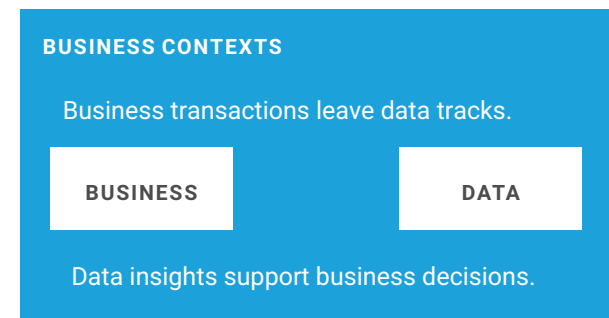 BUSINESS CONTEXTS
Business transactions leave data tracks.
BUSINESS
DATA
Data insights support business decisions.